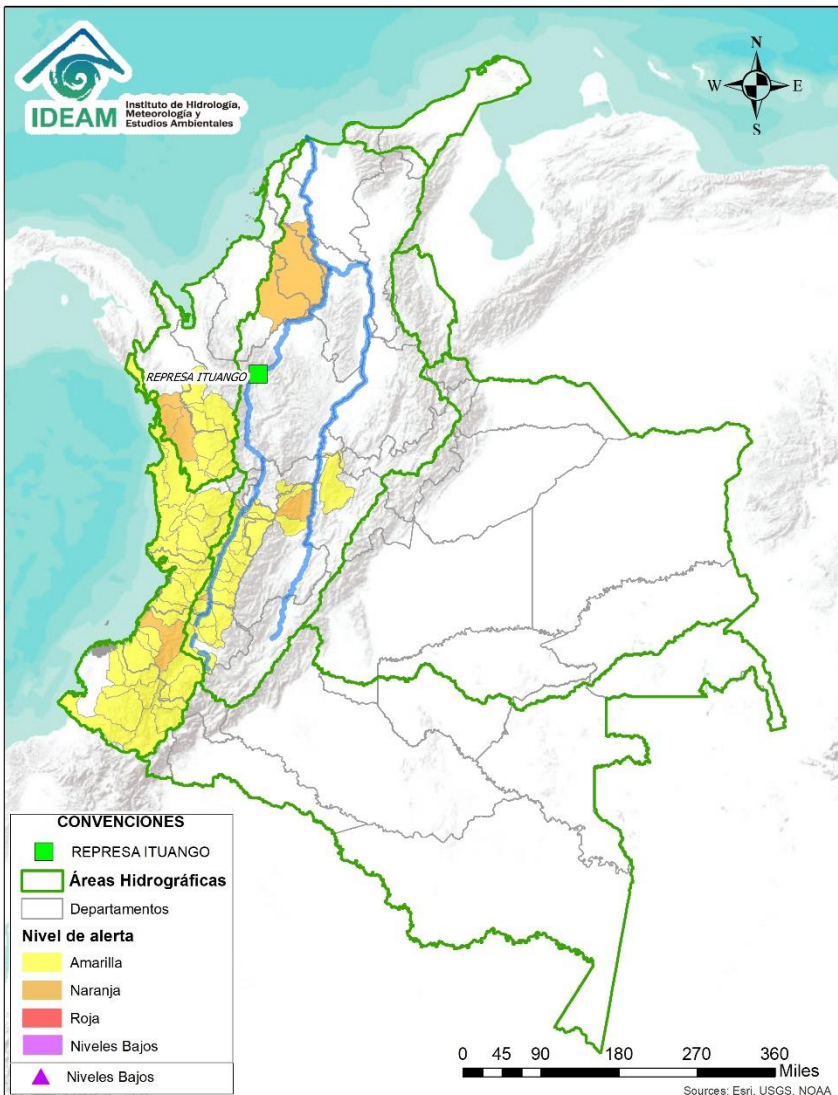 IDEAM
Instituto de Hidrología,
Meteorología y
Estudios Ambientales
N
W
E
S
REPRESA ITUANGO
CONVENCIONES
REPRESA ITUANGO
Áreas Hidrográficas
Departamentos
Nivel de alerta
Amarilla
Naranja
Roja
Niveles Bajos
Niveles Bajos
0 45 90 180 270 360
Miles
Sources: Esri, USGS, NOAA